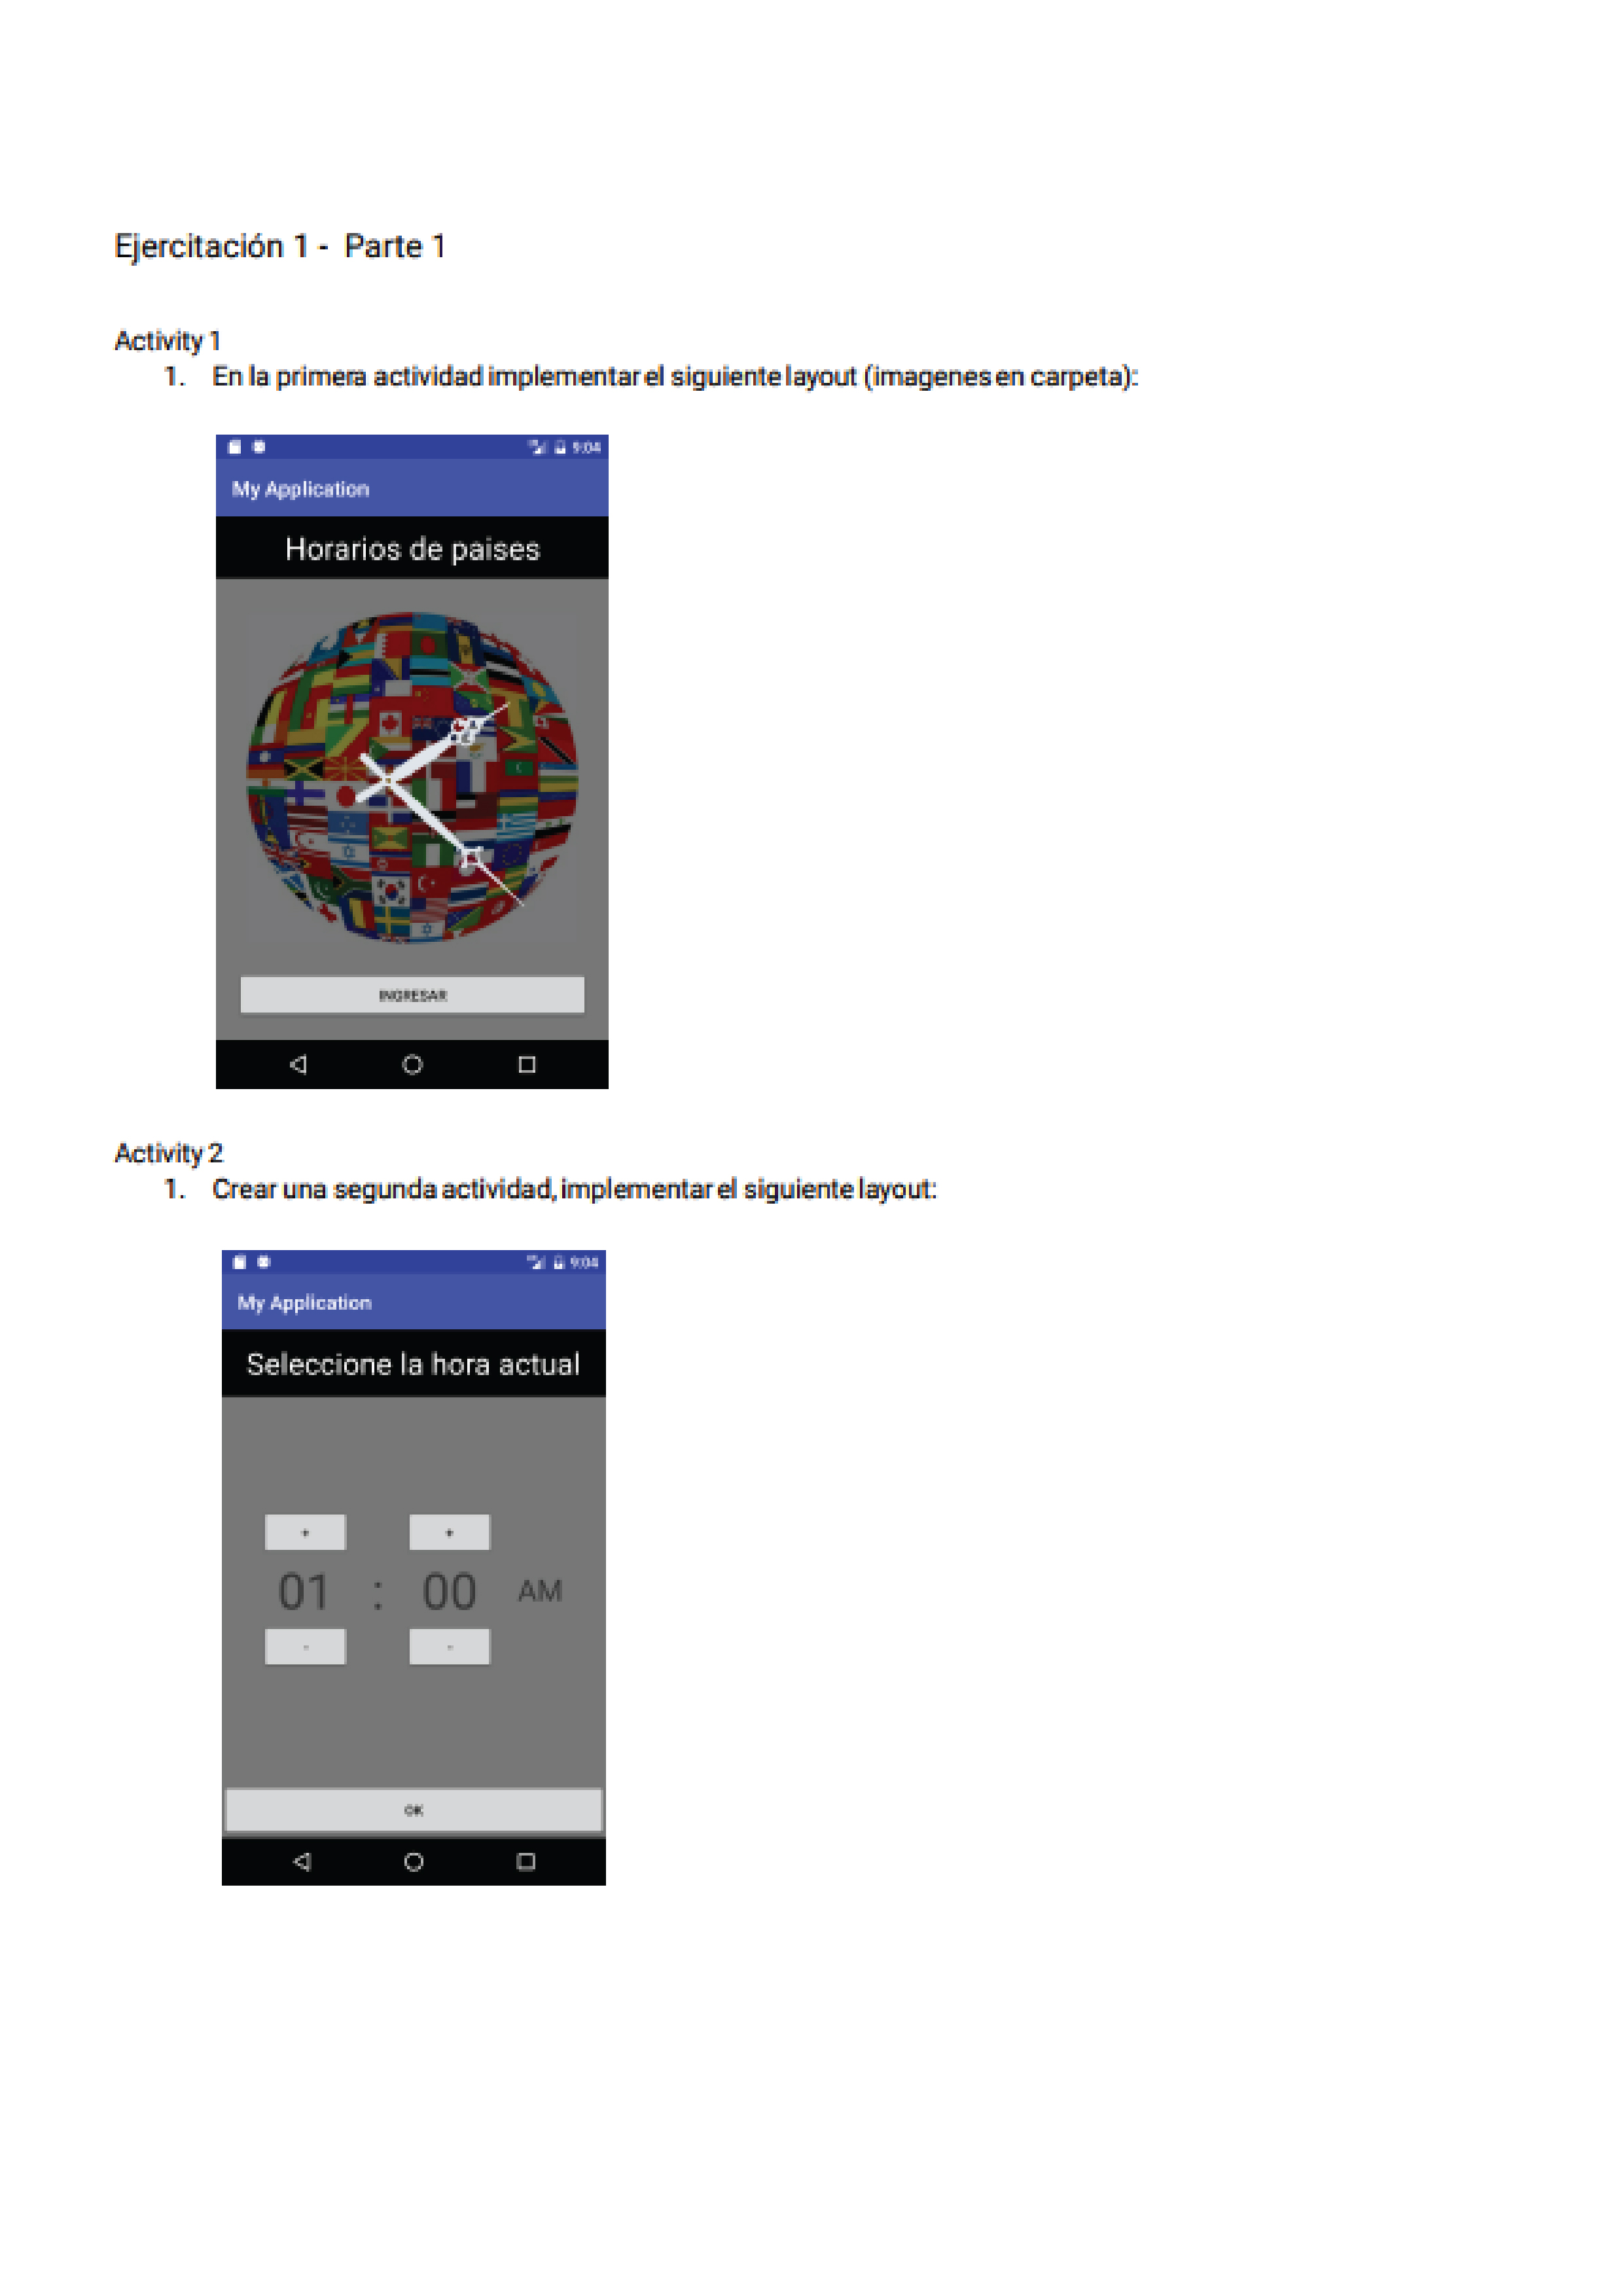 Ejercitación 1 - Parte 1
Activity 1
1. En la primera actividad implementar el siguiente layout (imagenes en carpeta):
9:04
My Application
Horarios de paises
INGRESAR
Activity 2
1. Crear una segunda actividad, implementar el siguiente layout:
9:04
My Application
Seleccione la hora actual
+ +
01 : 00 AM
- -
OK